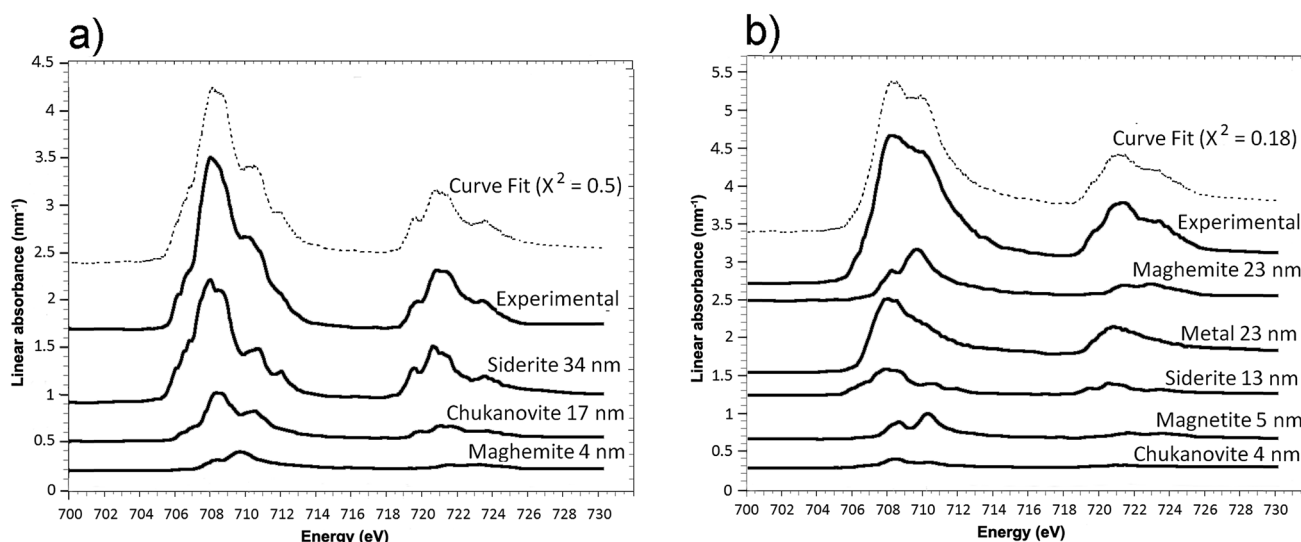 a)
Linear absorbance (nm⁻¹)
4.5
4
3.5
3
2.5
2
1.5
1
0.5
0
Curve Fit (X² = 0.5)
Experimental
Siderite 34 nm
Chukanovite 17 nm
Maghemite 4 nm
700 702 704 706 708 710 712 714 716 718 720 722 724 726 728 730
Energy (eV)
b)
Linear absorbance (nm⁻¹)
5.5
5
4.5
4
3.5
3
2.5
2
1.5
1
0.5
0
Curve Fit (X² = 0.18)
Experimental
Maghemite 23 nm
Metal 23 nm
Siderite 13 nm
Magnetite 5 nm
Chukanovite 4 nm
700 702 704 706 708 710 712 714 716 718 720 722 724 726 728 730
Energy (eV)